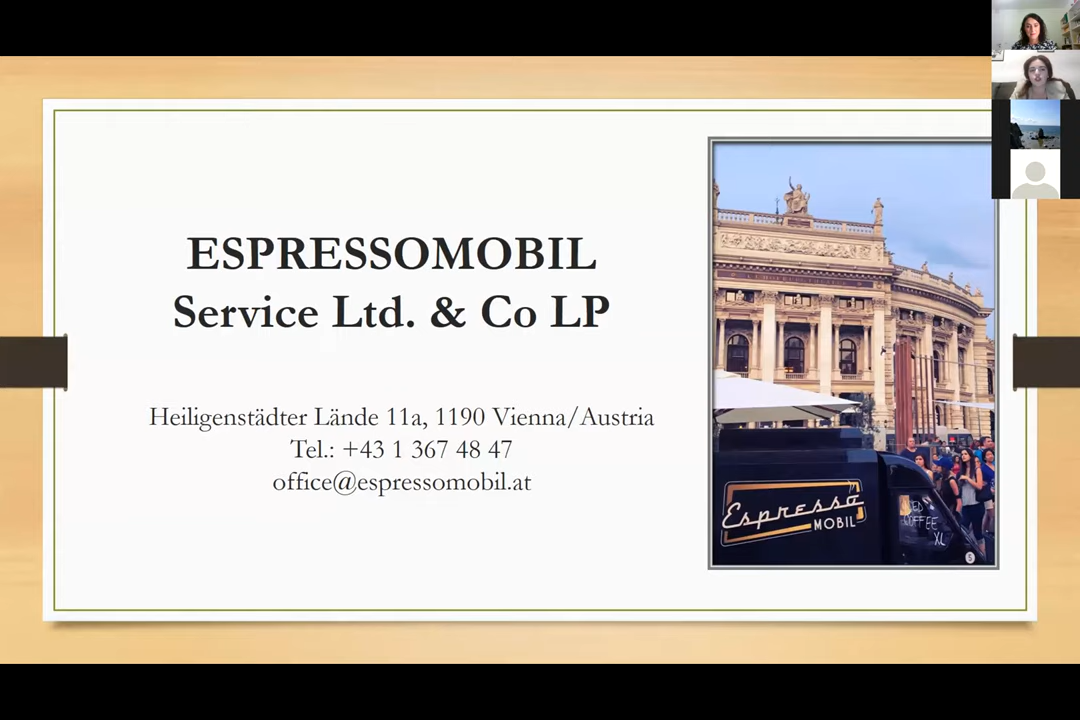 ESPRESSOMOBIL
Service Ltd. & Co LP
Heiligenstädter Lände 11a, 1190 Vienna/Austria
Tel.: +43 1 367 48 47
office@espressomobil.at
Espresso
MOBIL
COFFEE
XL
5